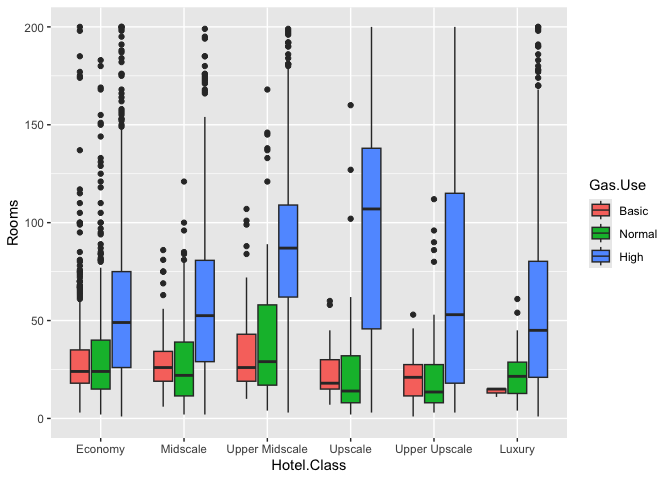 200
150
100
50
0
Rooms
Economy Midscale Upper Midscale Upscale Upper Upscale Luxury
Hotel.Class
Gas.Use
Basic
Normal
High